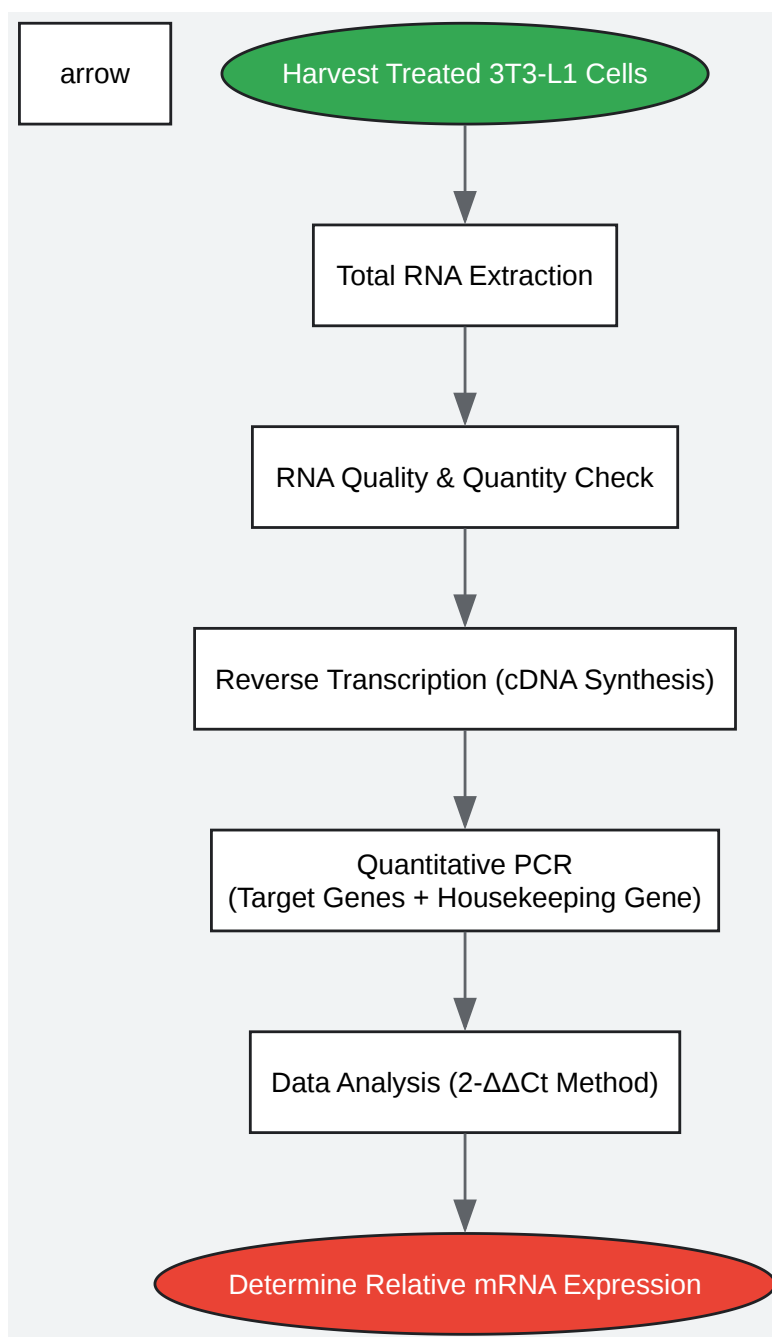 arrow
Harvest Treated 3T3-L1 Cells
Total RNA Extraction
RNA Quality & Quantity Check
Reverse Transcription (cDNA Synthesis)
Quantitative PCR
(Target Genes + Housekeeping Gene)
Data Analysis (2-ΔΔCt Method)
Determine Relative mRNA Expression